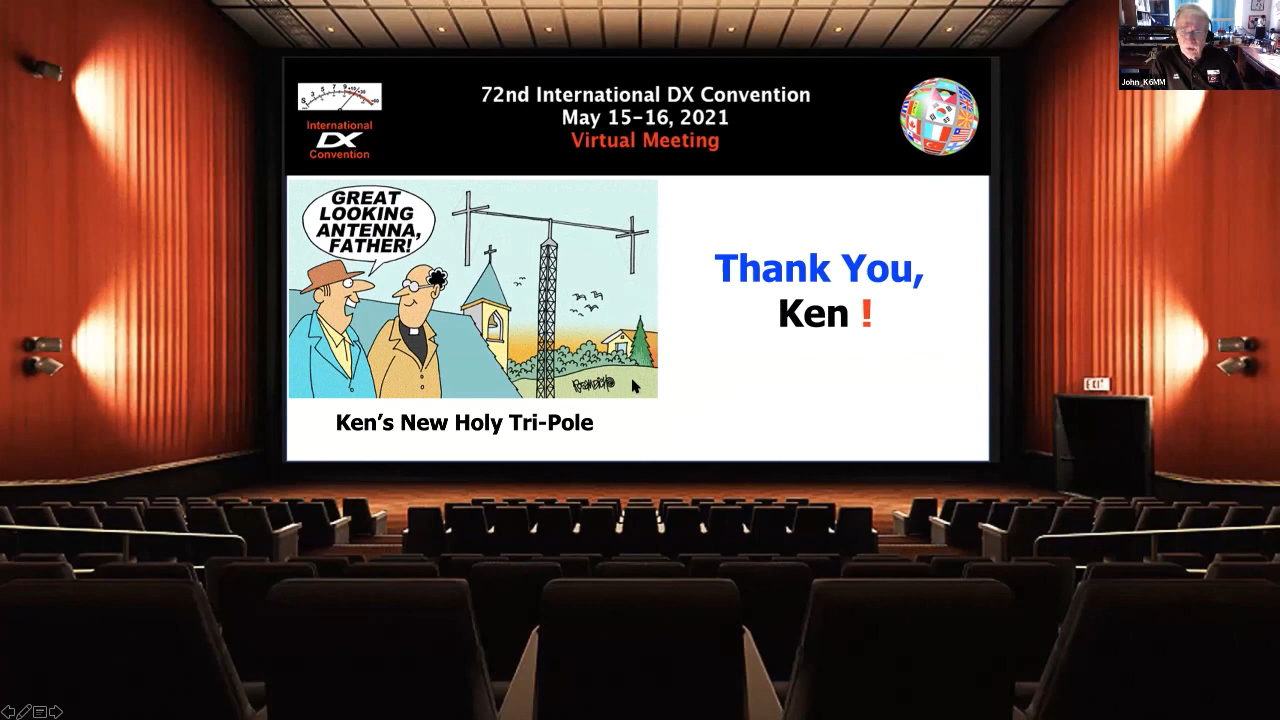 John_K6MM
72nd International DX Convention
May 15-16, 2021
Virtual Meeting
International
DX
Convention
GREAT
LOOKING
ANTENNA,
FATHER!
Thank You,
Ken !
Ken's New Holy Tri-Pole
EXIT